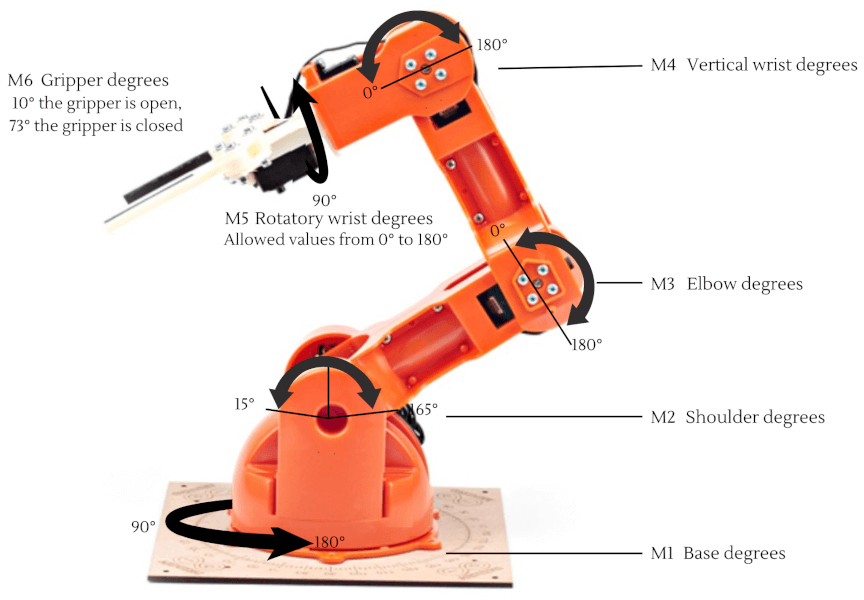 180°
M4 Vertical wrist degrees
M6 Gripper degrees
10° the gripper is open,
73° the gripper is closed
0°
90°
M5 Rotatory wrist degrees
Allowed values from 0° to 180°
0°
M3 Elbow degrees
180°
15°
165°
M2 Shoulder degrees
90°
180°
M1 Base degrees